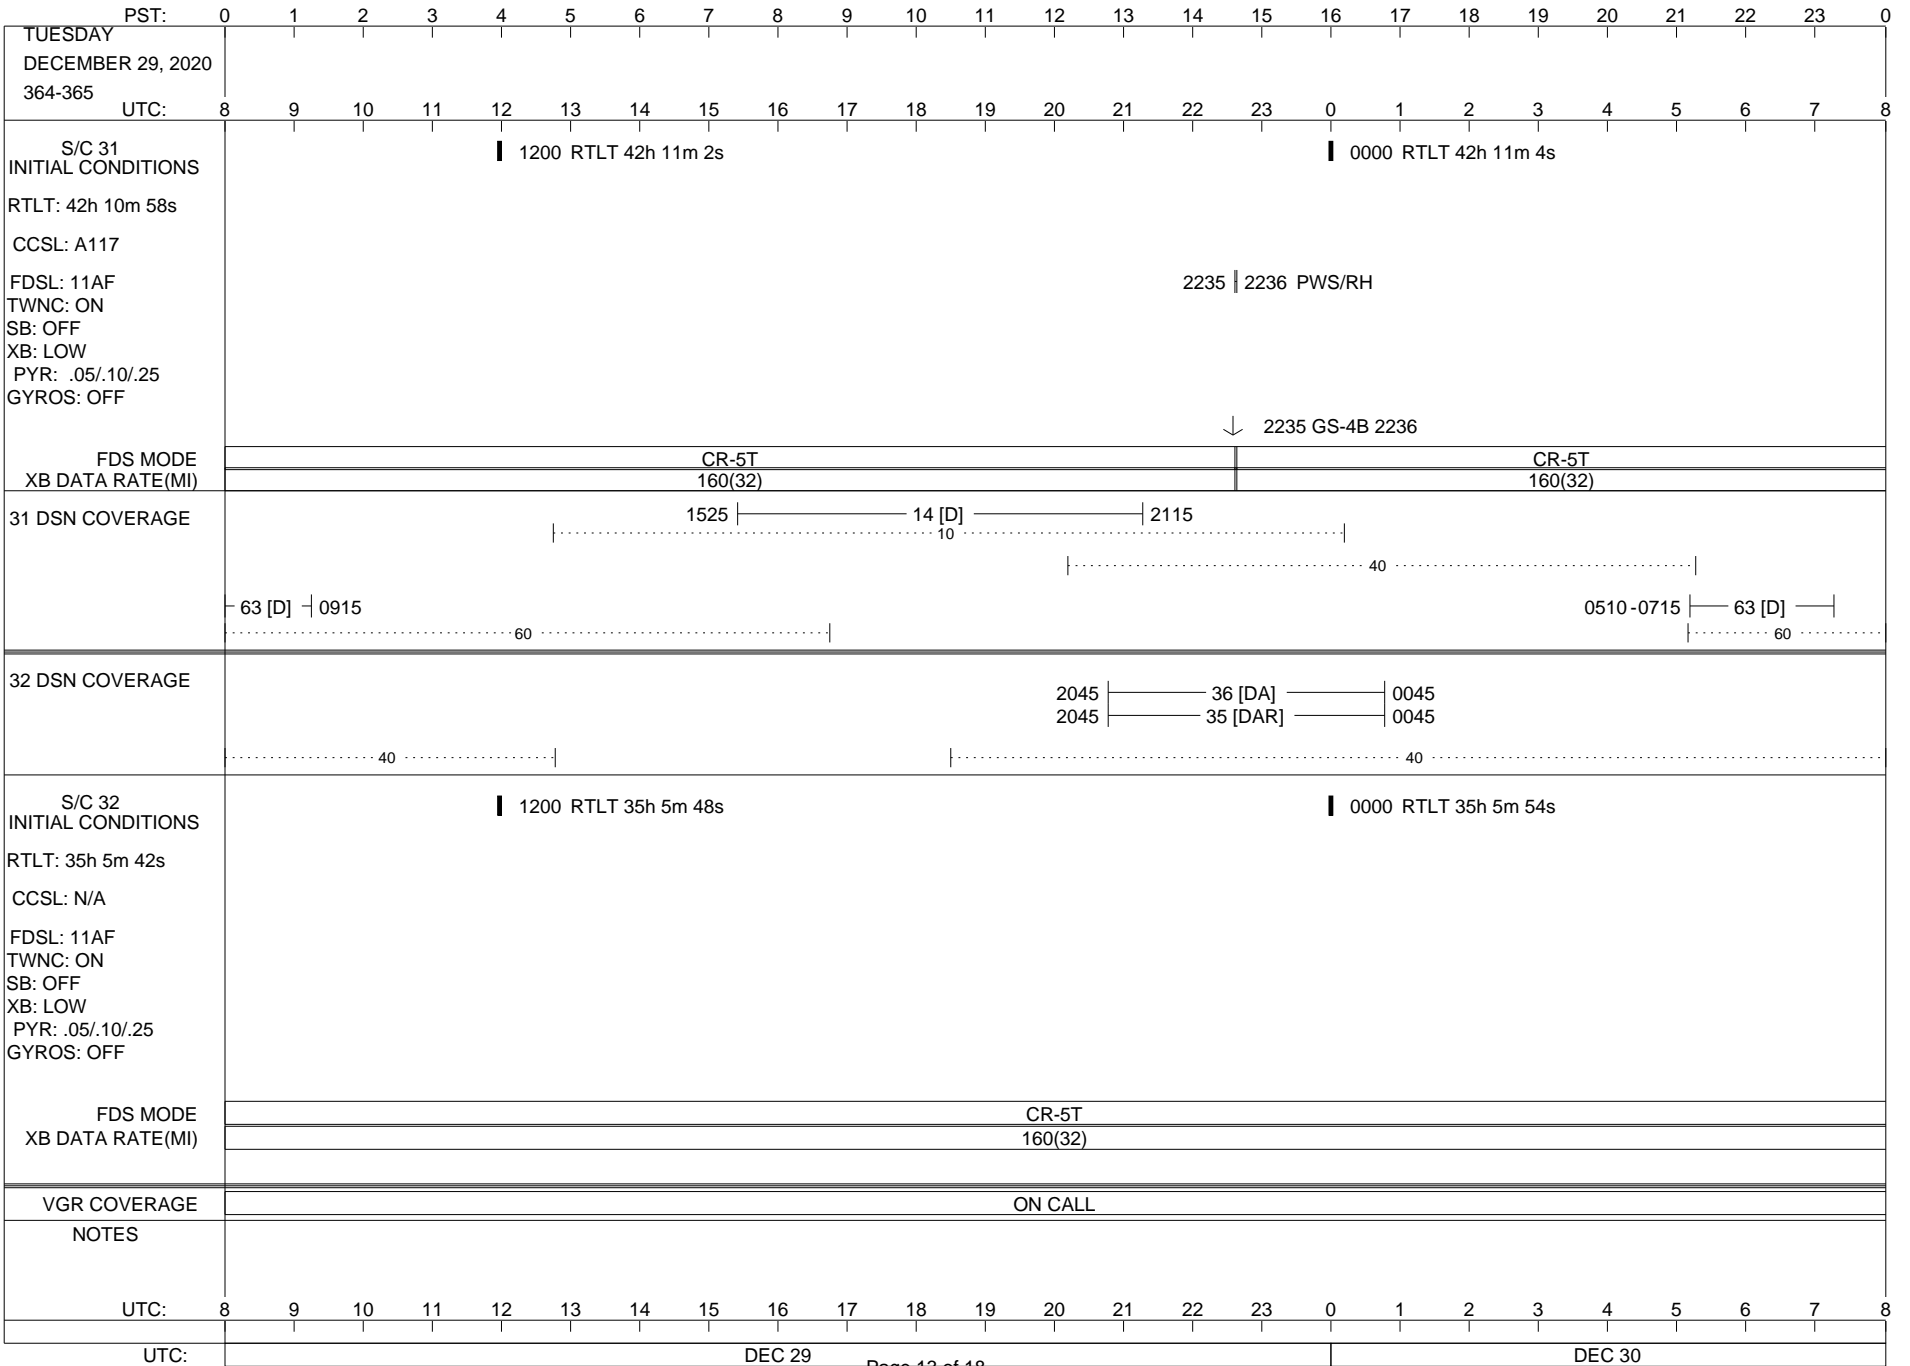 PST: 0 1 2 3 4 5 6 7 8 9 10 11 12 13 14 15 16 17 18 19 20 21 22 23 0
TUESDAY
DECEMBER 29, 2020
364-365
UTC: 8 9 10 11 12 13 14 15 16 17 18 19 20 21 22 23 0 1 2 3 4 5 6 7 8
S/C 31
INITIAL CONDITIONS
1200 RTLT 42h 11m 2s
0000 RTLT 42h 11m 4s
RTLT: 42h 10m 58s
CCSL: A117
FDSL: 11AF
2235 2236 PWS/RH
TWNC: ON
SB: OFF
XB: LOW
PYR: .05/.10/.25
GYROS: OFF
2235 GS-4B 2236
FDS MODE CR-5T CR-5T
XB DATA RATE(MI) 160(32) 160(32)
31 DSN COVERAGE
1525 14 [D] 2115
10
40
63 [D] 0915
0510 -0715 63 [D]
60 60
32 DSN COVERAGE
2045 36 [DA] 0045
2045 35 [DAR] 0045
40 40
S/C 32
INITIAL CONDITIONS
1200 RTLT 35h 5m 48s
0000 RTLT 35h 5m 54s
RTLT: 35h 5m 42s
CCSL: N/A
FDSL: 11AF
TWNC: ON
SB: OFF
XB: LOW
PYR: .05/.10/.25
GYROS: OFF
FDS MODE CR-5T
XB DATA RATE(MI) 160(32)
VGR COVERAGE ON CALL
NOTES
UTC: 8 9 10 11 12 13 14 15 16 17 18 19 20 21 22 23 0 1 2 3 4 5 6 7 8
UTC: DEC 29 DEC 30